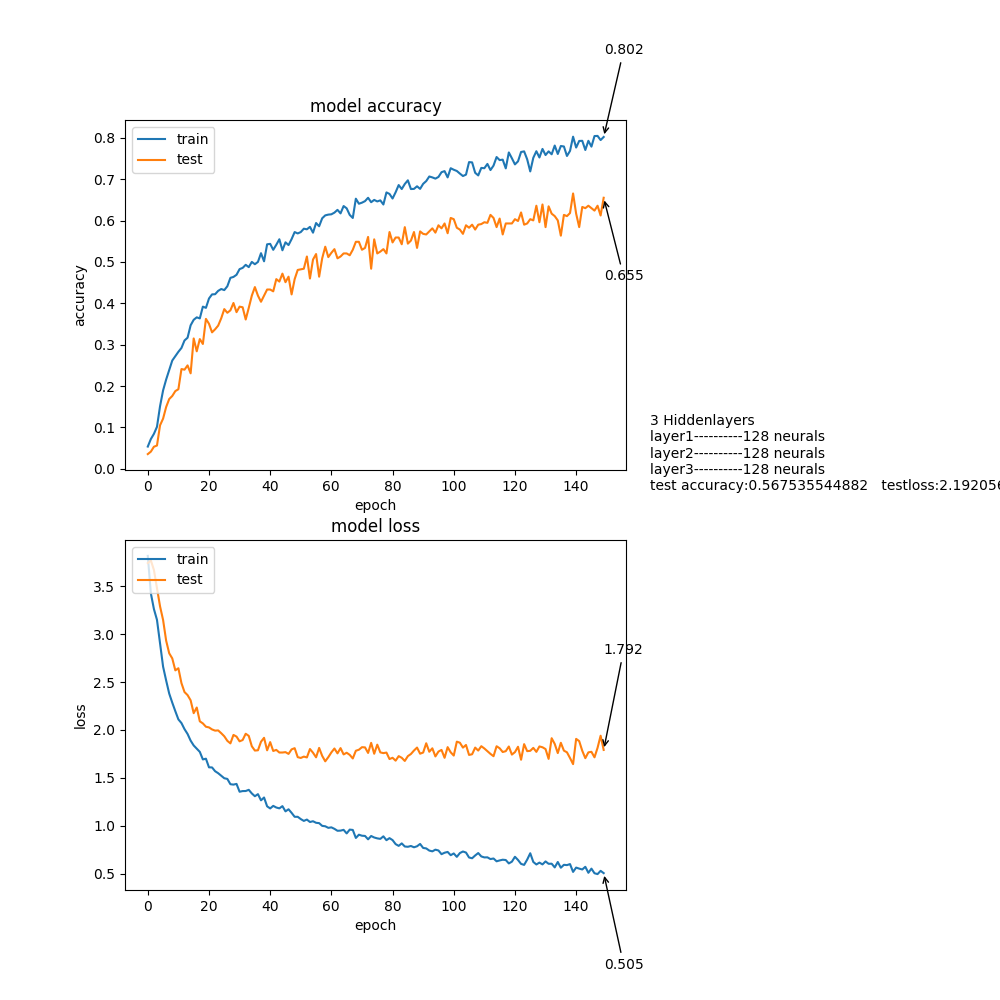 0.802
model accuracy
train
test
0.8
0.7
0.6
0.5
0.4
0.3
0.2
0.1
0.0
accuracy
0 20 40 60 80 100 120 140
epoch
0.655
3 Hiddenlayers
layer1----------128 neurals
layer2----------128 neurals
layer3----------128 neurals
test accuracy:0.567535544882 testloss:2.192056
model loss
train
test
3.5
3.0
2.5
2.0
1.5
1.0
0.5
loss
0 20 40 60 80 100 120 140
epoch
1.792
0.505